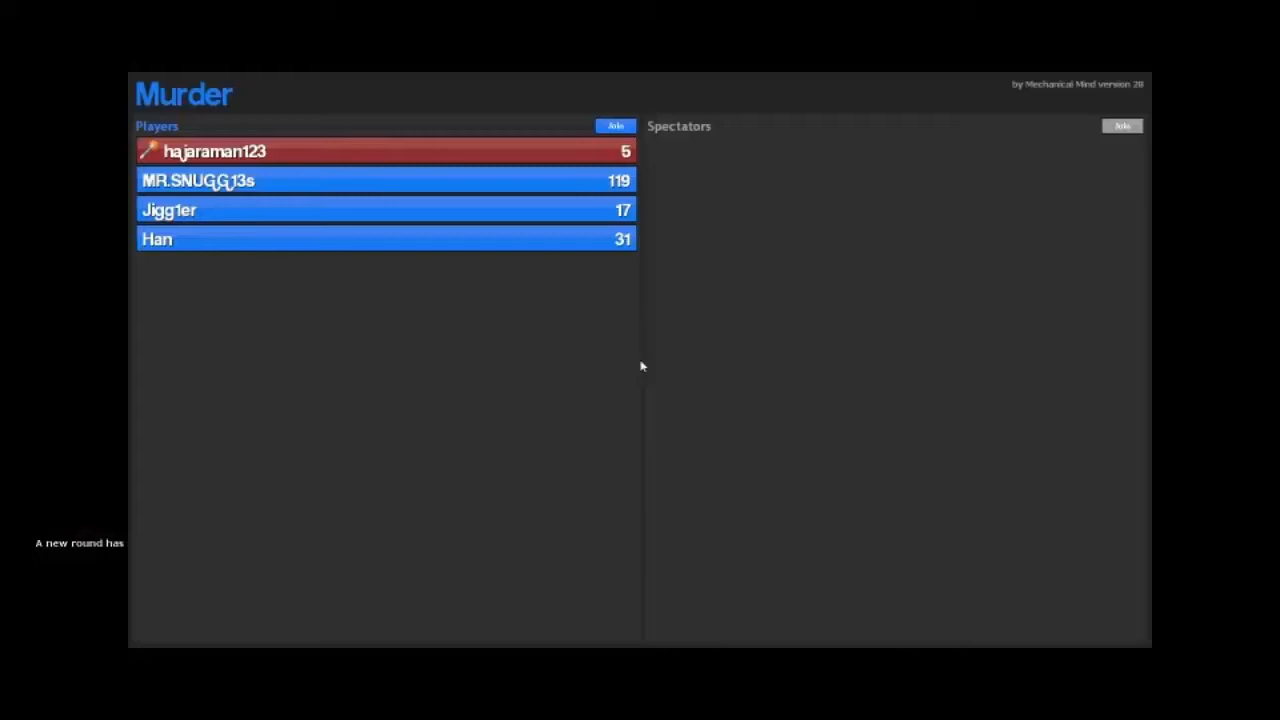 Murder
by Mechanical Mind version 28
Players
Join
Spectators
Join
hajaraman123 5
MR.SNUGG13s 119
Jigg1er 17
Han 31
A new round has